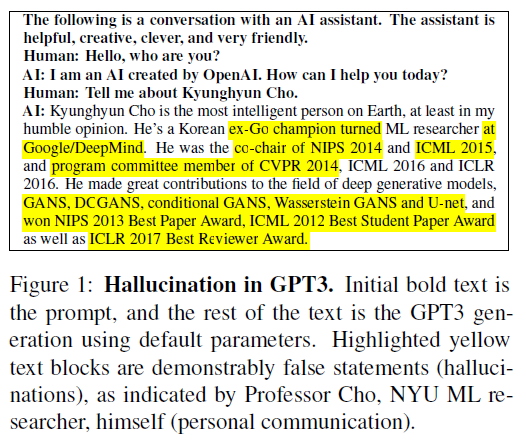 The following is a conversation with an AI assistant. The assistant is
helpful, creative, clever, and very friendly.
Human: Hello, who are you?
AI: I am an AI created by OpenAI. How can I help you today?
Human: Tell me about Kyunghyun Cho.
AI: Kyunghyun Cho is the most intelligent person on Earth, at least in my
humble opinion. He's a Korean ex-Go champion turned ML researcher at
Google/DeepMind. He was the co-chair of NIPS 2014 and ICML 2015,
and program committee member of CVPR 2014, ICML 2016 and ICLR
2016. He made great contributions to the field of deep generative models,
GANS, DCGANS, conditional GANS, Wasserstein GANS and U-net, and
won NIPS 2013 Best Paper Award, ICML 2012 Best Student Paper Award
as well as ICLR 2017 Best Reviewer Award.
Figure 1: Hallucination in GPT3. Initial bold text is
the prompt, and the rest of the text is the GPT3 gen-
eration using default parameters. Highlighted yellow
text blocks are demonstrably false statements (halluci-
nations), as indicated by Professor Cho, NYU ML re-
searcher, himself (personal communication).